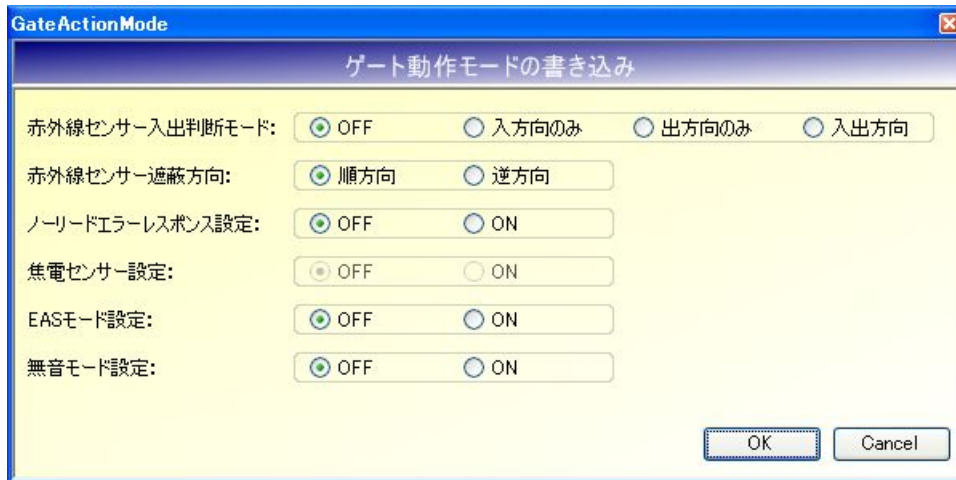 GateActionMode
ゲート動作モードの書き込み
赤外線センサー入出判断モード: OFF 入方向のみ 出方向のみ 入出方向
赤外線センサー遮蔽方向: 順方向 逆方向
ノーリードエラーレスポンス設定: OFF ON
焦電センサー設定: OFF ON
EASモード設定: OFF ON
無音モード設定: OFF ON
OK Cancel